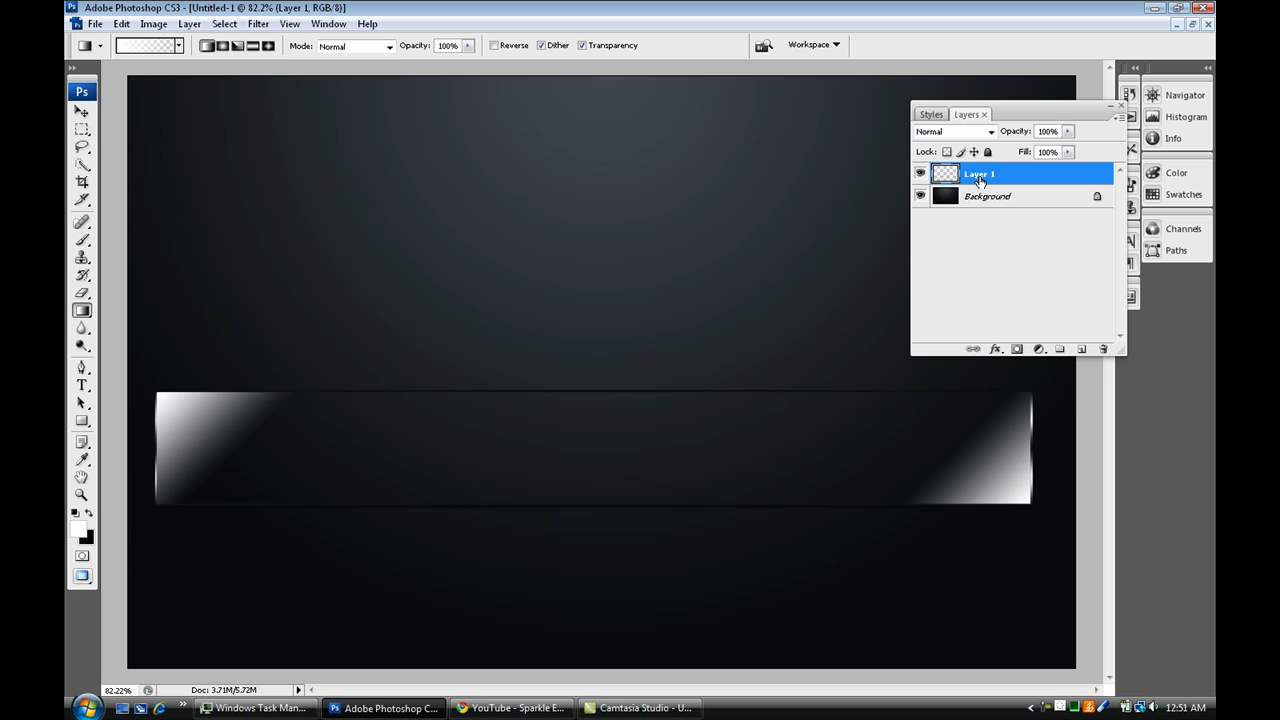 Adobe Photoshop CS3 - [Untitled-1 @ 82.2% (Layer 1, RGB/8)]
File Edit Image Layer Select Filter View Window Help
Mode: Normal Opacity: 100% Reverse Dither Transparency Workspace
Ps
Styles Layers
Normal Opacity: 100%
Lock: Fill: 100%
Layer 1
Background
Navigator
Histogram
Info
Color
Swatches
Channels
Paths
82.22% Doc: 3.71M/5.72M
Windows Task Man... Adobe Photoshop C... YouTube - Sparkle E... Camtasia Studio - U... 12:51 AM